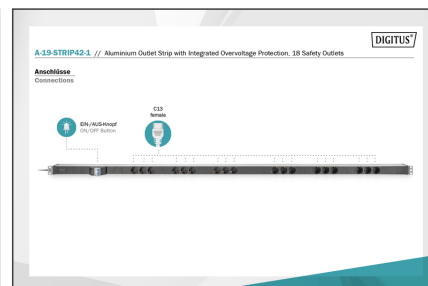 DIGITUS®
A-19-STRIP42-1 // Aluminium Outlet Strip with Integrated Overvoltage Protection, 18 Safety Outlets
Anschlüsse
Connections
C13
female
EIN-/AUS-Knopf
ON/OFF Button